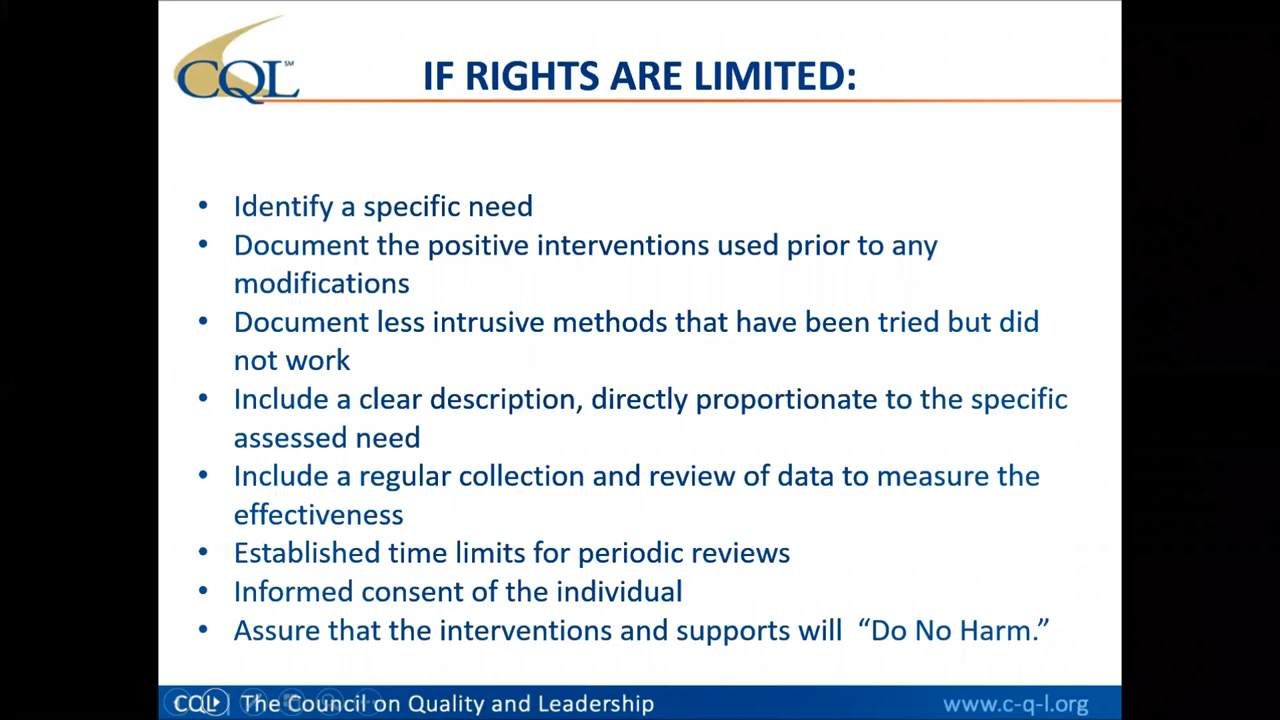 CQL℠
IF RIGHTS ARE LIMITED:
• Identify a specific need
• Document the positive interventions used prior to any
modifications
• Document less intrusive methods that have been tried but did
not work
• Include a clear description, directly proportionate to the specific
assessed need
• Include a regular collection and review of data to measure the
effectiveness
• Established time limits for periodic reviews
• Informed consent of the individual
• Assure that the interventions and supports will “Do No Harm.”
CQL | The Council on Quality and Leadership
www.c-q-l.org